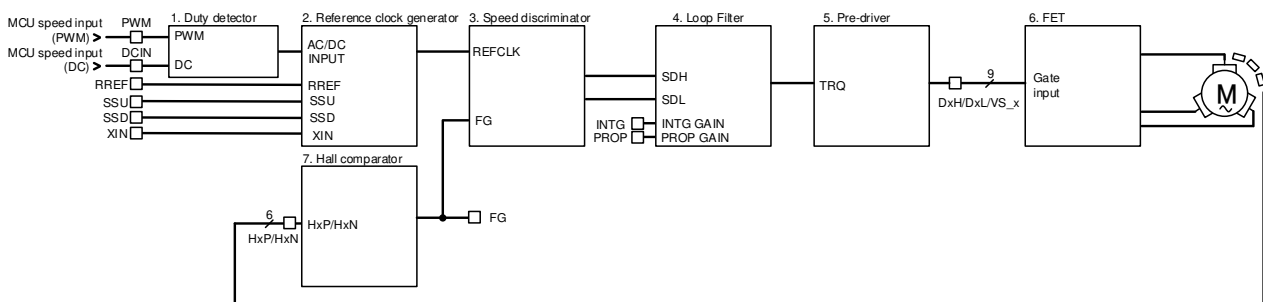 MCU speed input
(PWM) >
PWM
MCU speed input
(DC) >
DCIN
RREF
SSU
SSD
XIN
1. Duty detector
PWM
DC
2. Reference clock generator
AC/DC
INPUT
RREF
SSU
SSD
XIN
3. Speed discriminator
REFCLK
FG
4. Loop Filter
SDH
SDL
INTG
INTG GAIN
PROP
PROP GAIN
5. Pre-driver
TRQ
9
DxH/DxL/VS_x
6. FET
Gate
input
M
~
7. Hall comparator
6
HxP/HxN
HxP/HxN
FG